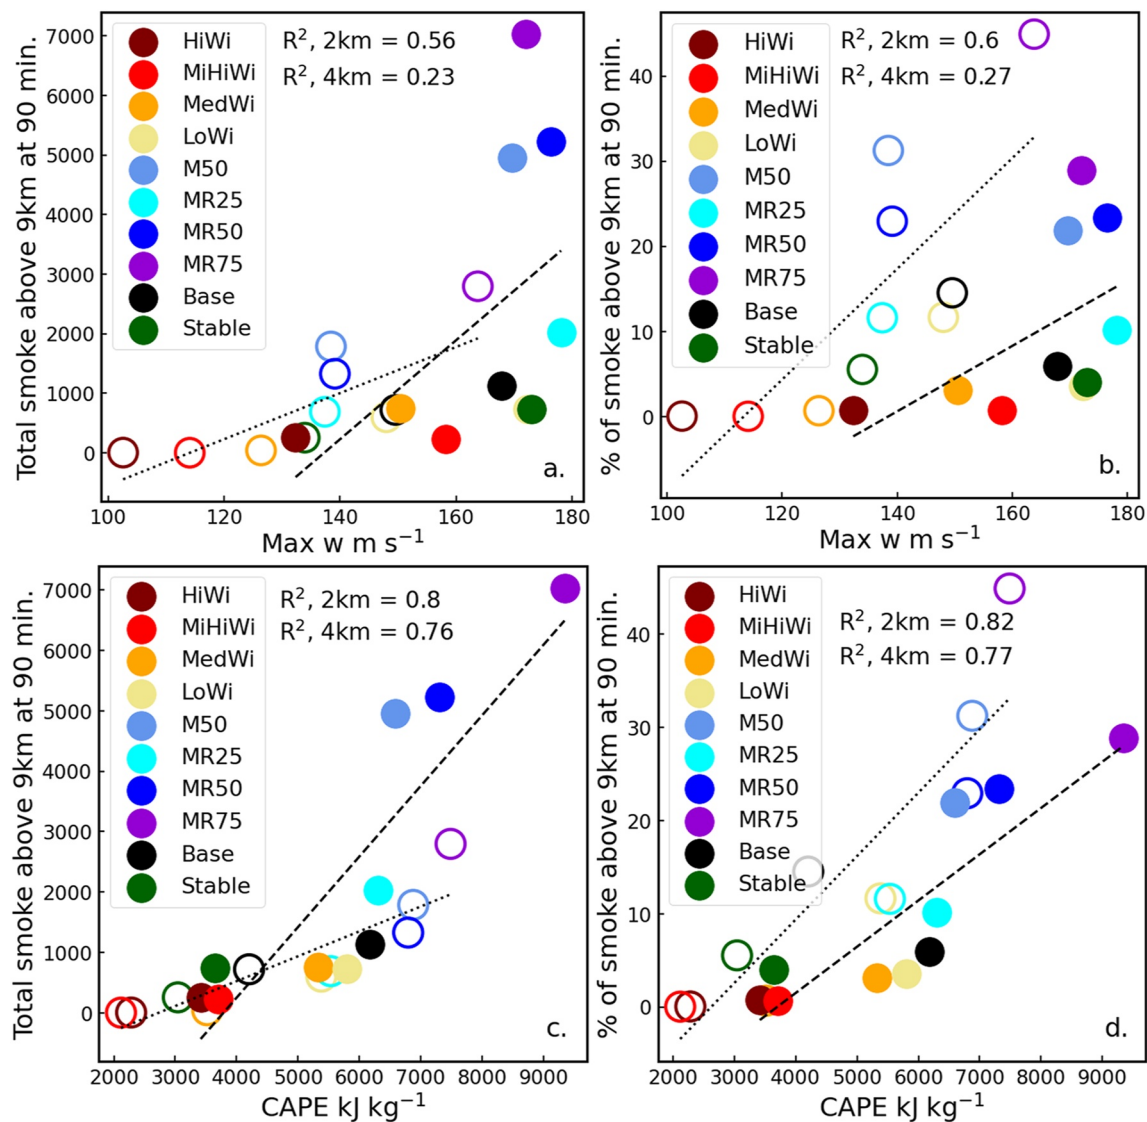 Total smoke above 9km at 90 min.
7000
6000
5000
4000
3000
2000
1000
0
HiWi
MiHiWi
MedWi
LoWi
M50
MR25
MR50
MR75
Base
Stable
R², 2km = 0.56
R², 4km = 0.23
a.
100 120 140 160 180
Max w m s⁻¹
% of smoke above 9km at 90 min.
40
30
20
10
0
HiWi
MiHiWi
MedWi
LoWi
M50
MR25
MR50
MR75
Base
Stable
R², 2km = 0.6
R², 4km = 0.27
b.
100 120 140 160 180
Max w m s⁻¹
Total smoke above 9km at 90 min.
7000
6000
5000
4000
3000
2000
1000
0
HiWi
MiHiWi
MedWi
LoWi
M50
MR25
MR50
MR75
Base
Stable
R², 2km = 0.8
R², 4km = 0.76
c.
2000 3000 4000 5000 6000 7000 8000 9000
CAPE kJ kg⁻¹
% of smoke above 9km at 90 min.
40
30
20
10
0
HiWi
MiHiWi
MedWi
LoWi
M50
MR25
MR50
MR75
Base
Stable
R², 2km = 0.82
R², 4km = 0.77
d.
2000 3000 4000 5000 6000 7000 8000 9000
CAPE kJ kg⁻¹